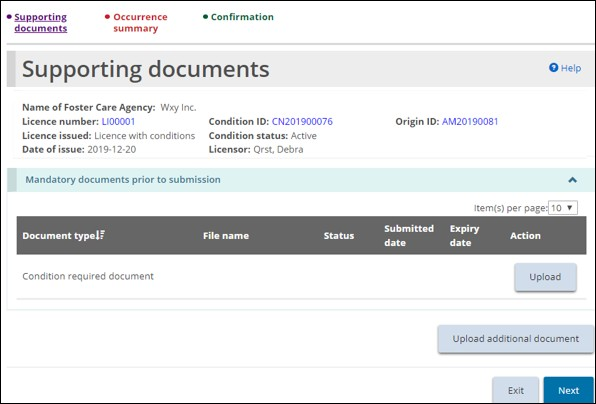 Supporting documents
Occurrence summary
Confirmation
Supporting documents
Help
Name of Foster Care Agency: Wxy Inc.
Licence number: LI00001 Condition ID: CN201900076 Origin ID: AM20190081
Licence issued: Licence with conditions Condition status: Active
Date of issue: 2019-12-20 Licensor: Qrst, Debra
Mandatory documents prior to submission
Item(s) per page: 10
Document type File name Status Submitted date Expiry date Action
Condition required document Upload
Upload additional document
Exit Next